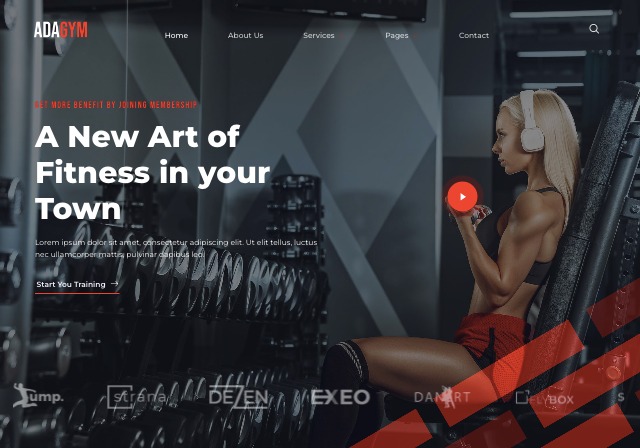 ADAGYM
Home About Us Services Pages Contact
GET MORE BENEFIT BY JOINING MEMBERSHIP
A New Art of
Fitness in your
Town
Lorem ipsum dolor sit amet, consectetur adipiscing elit. Ut elit tellus, luctus
nec ullamcorper mattis, pulvinar dapibus leo.
Start You Training →
Jump. strana DEZEN EXEO DANART FLYBOX S